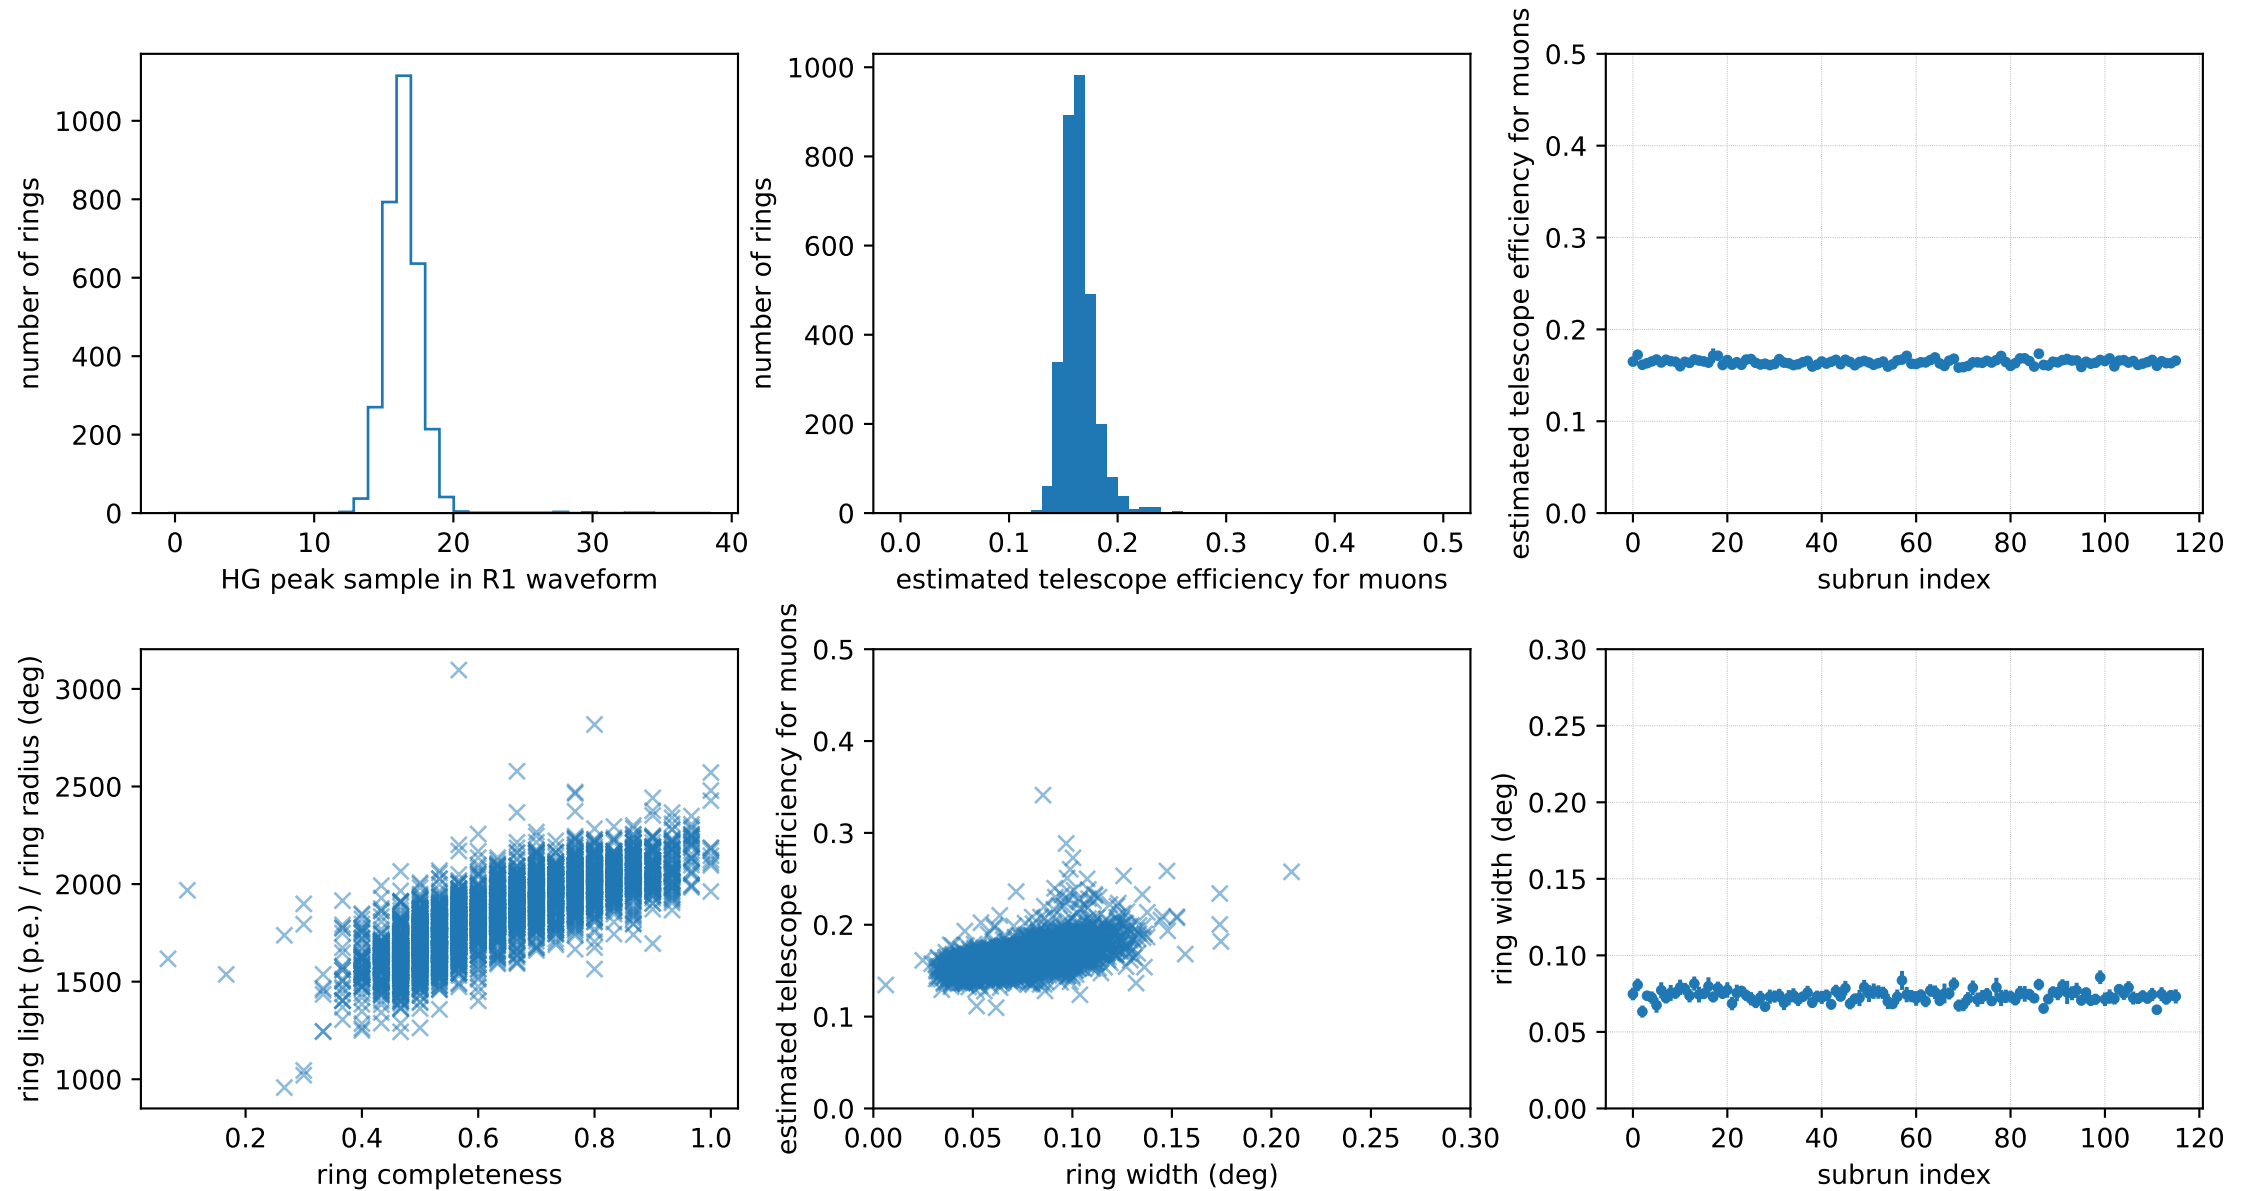 number of rings
1000
800
600
400
200
0
0 10 20 30 40
HG peak sample in R1 waveform
number of rings
1000
800
600
400
200
0
0.0 0.1 0.2 0.3 0.4 0.5
estimated telescope efficiency for muons
estimated telescope efficiency for muons
0.5
0.4
0.3
0.2
0.1
0.0
0 20 40 60 80 100 120
subrun index
ring light (p.e.) / ring radius (deg)
3000
2500
2000
1500
1000
0.2 0.4 0.6 0.8 1.0
ring completeness
estimated telescope efficiency for muons
0.5
0.4
0.3
0.2
0.1
0.0
0.00 0.05 0.10 0.15 0.20 0.25 0.30
ring width (deg)
ring width (deg)
0.30
0.25
0.20
0.15
0.10
0.05
0.00
0 20 40 60 80 100 120
subrun index